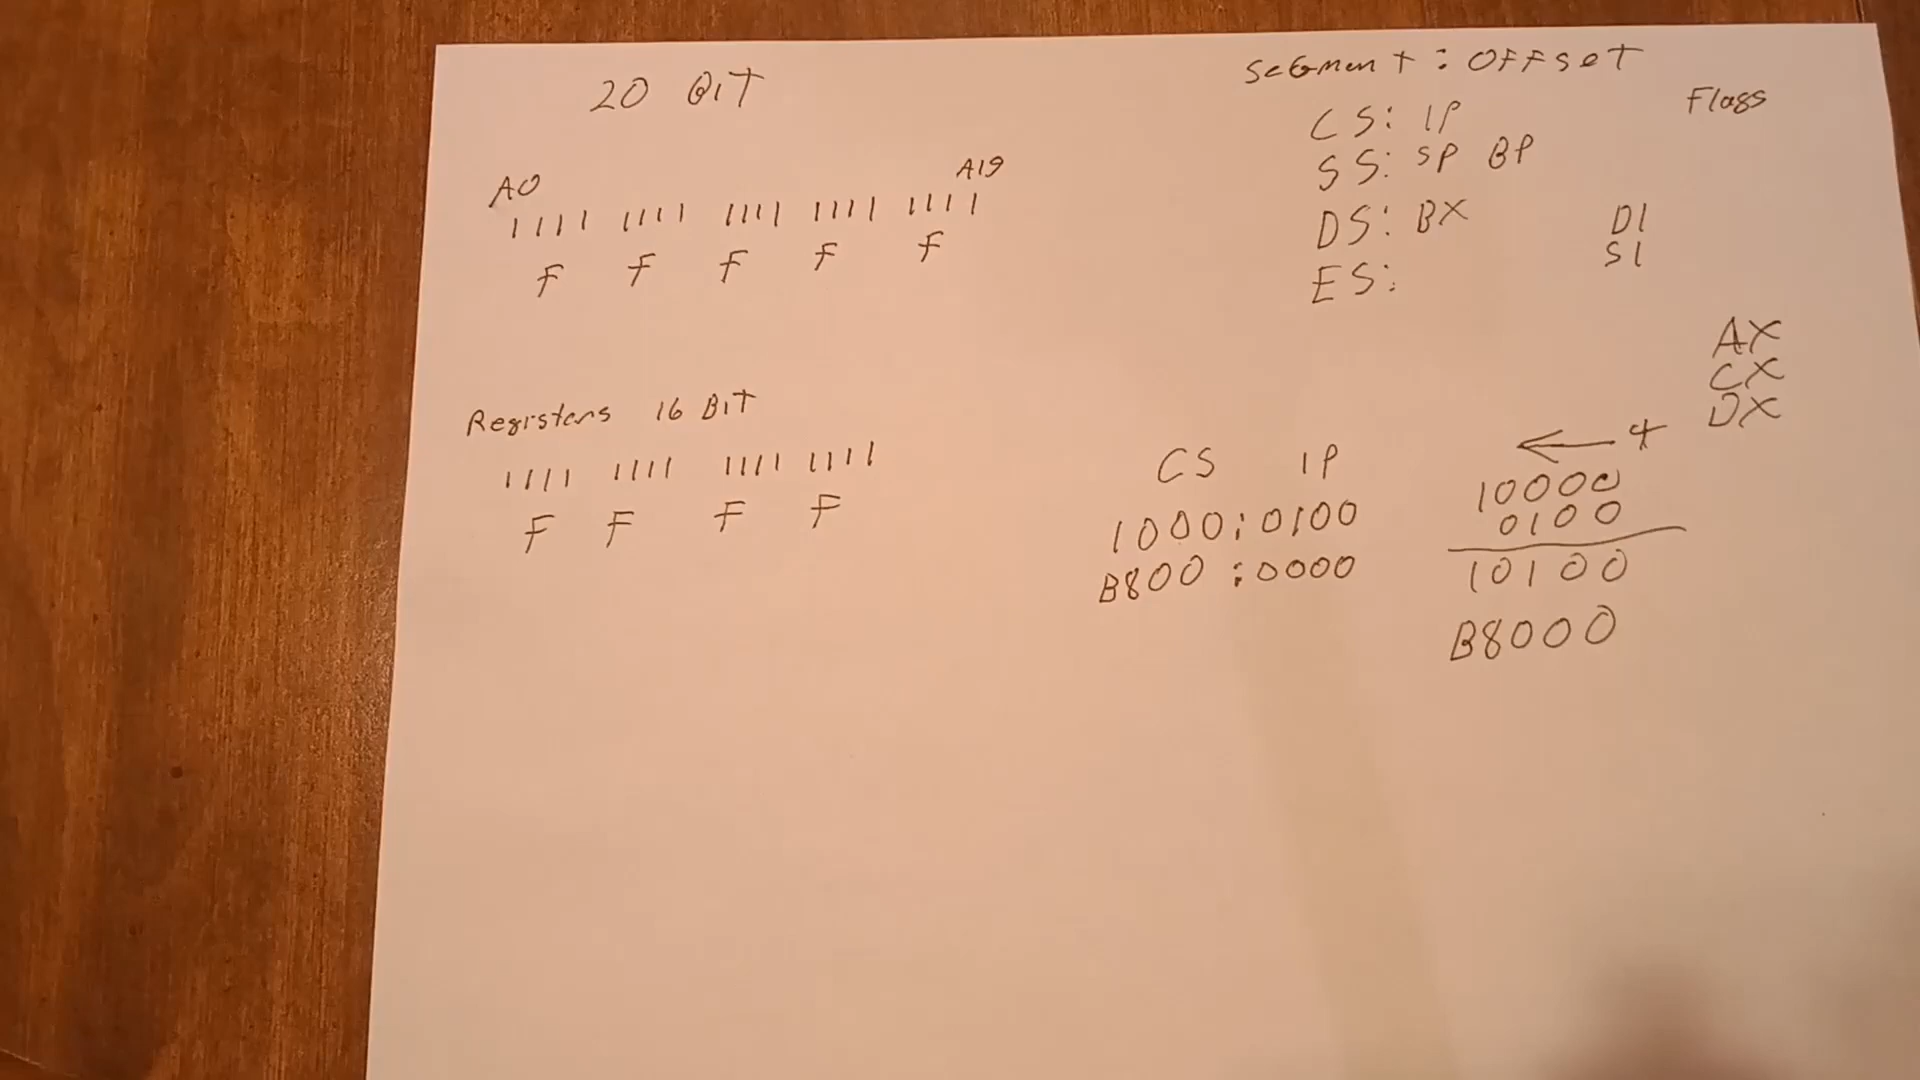 20 BIT
A0 A19
1111 1111 1111 1111 1111
F F F F F
Registers 16 BIT
1111 1111 1111 1111
F F F F
Segment : OFFset
Flags
CS: IP
SS: SP BP
DS: BX
ES:
DI
SI
AX
CX
DX
CS IP
1000:0100
B800:0000
← 4
10000
0100
10100
B8000